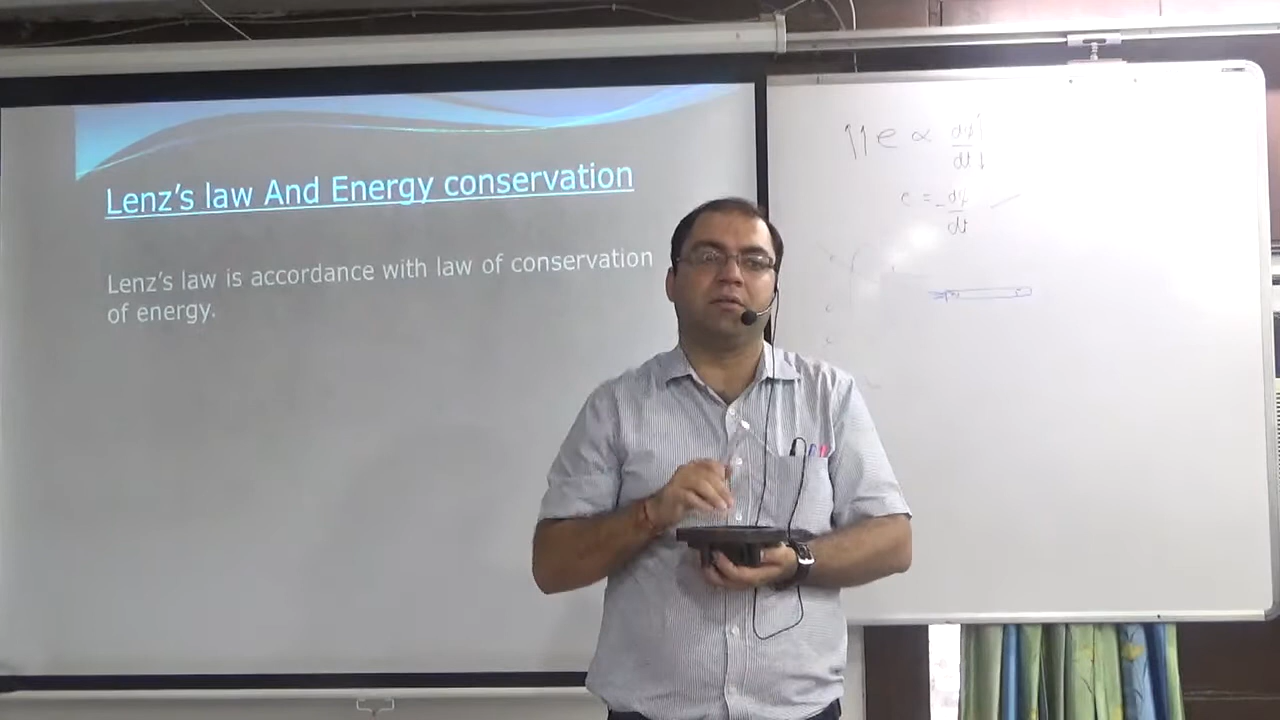 Lenz's law And Energy conservation
Lenz's law is accordance with law of conservation
of energy.
↑↑ e ∝ dφ↑/dt↓
e = - dφ/dt